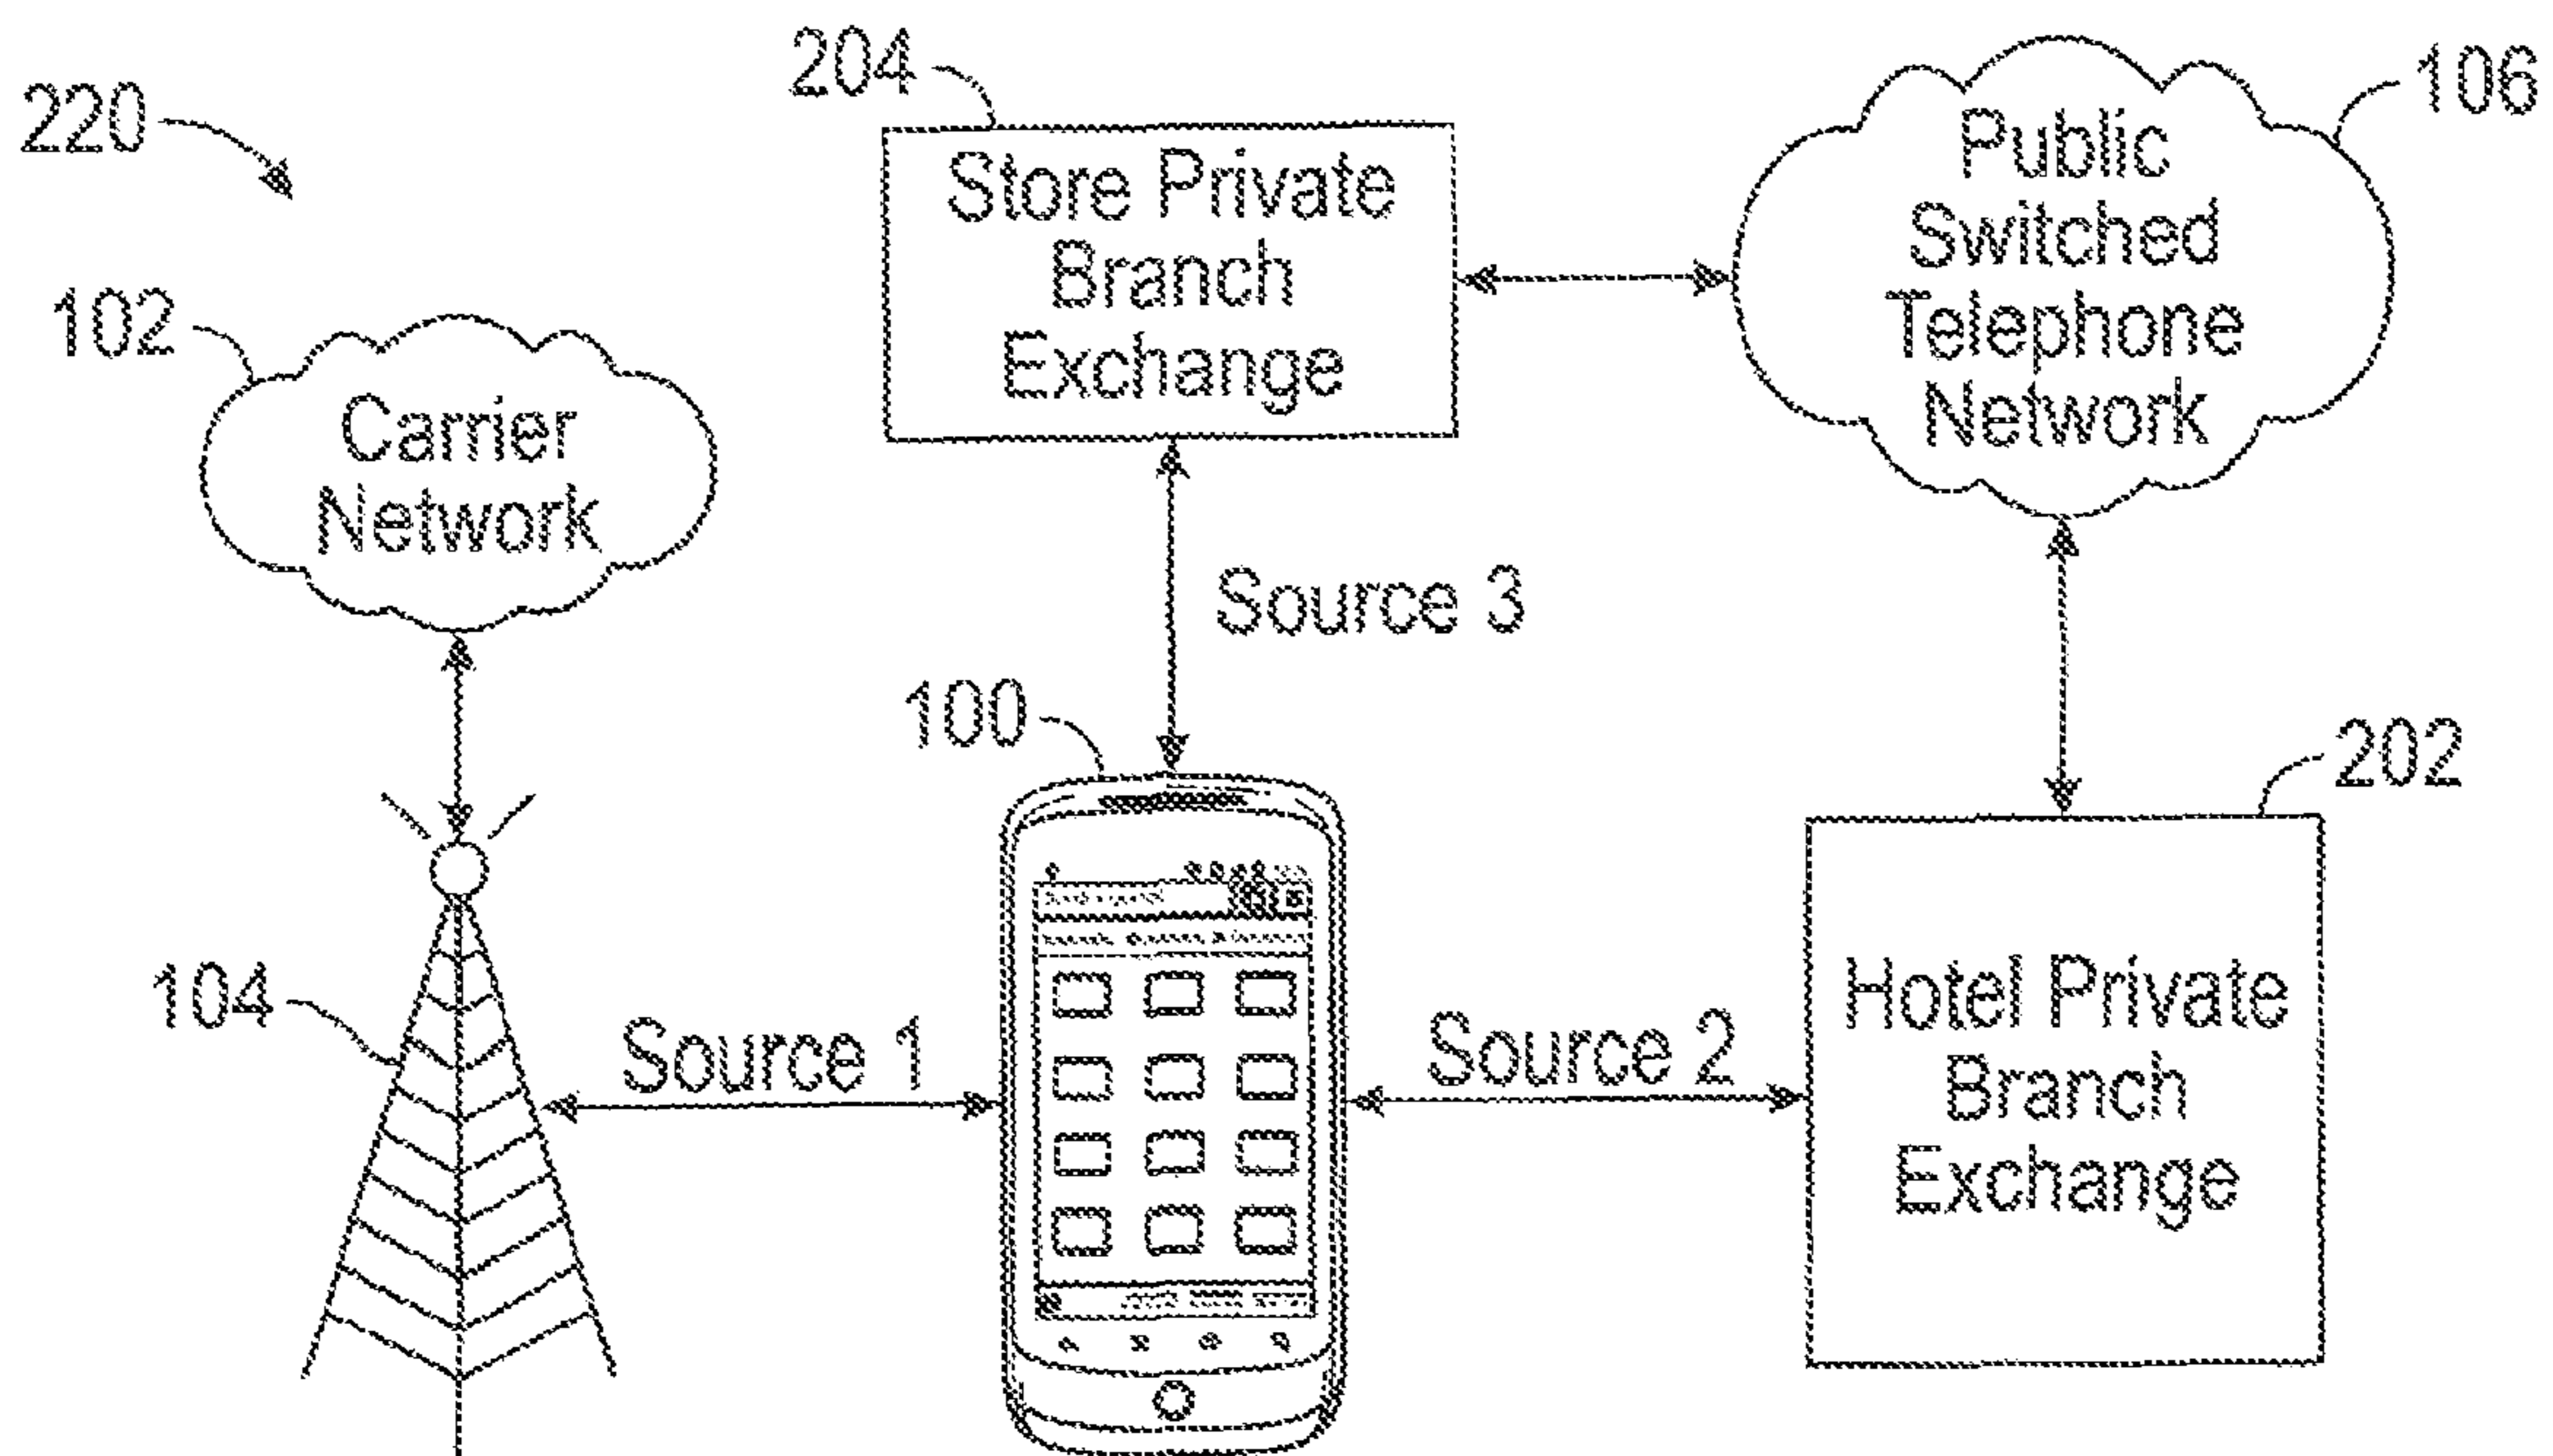 220
204
Store Private
Branch
Exchange
106
Public
Switched
Telephone
Network
102
Carrier
Network
Source 3
100
202
104
Source 1
Source 2
Hotel Private
Branch
Exchange